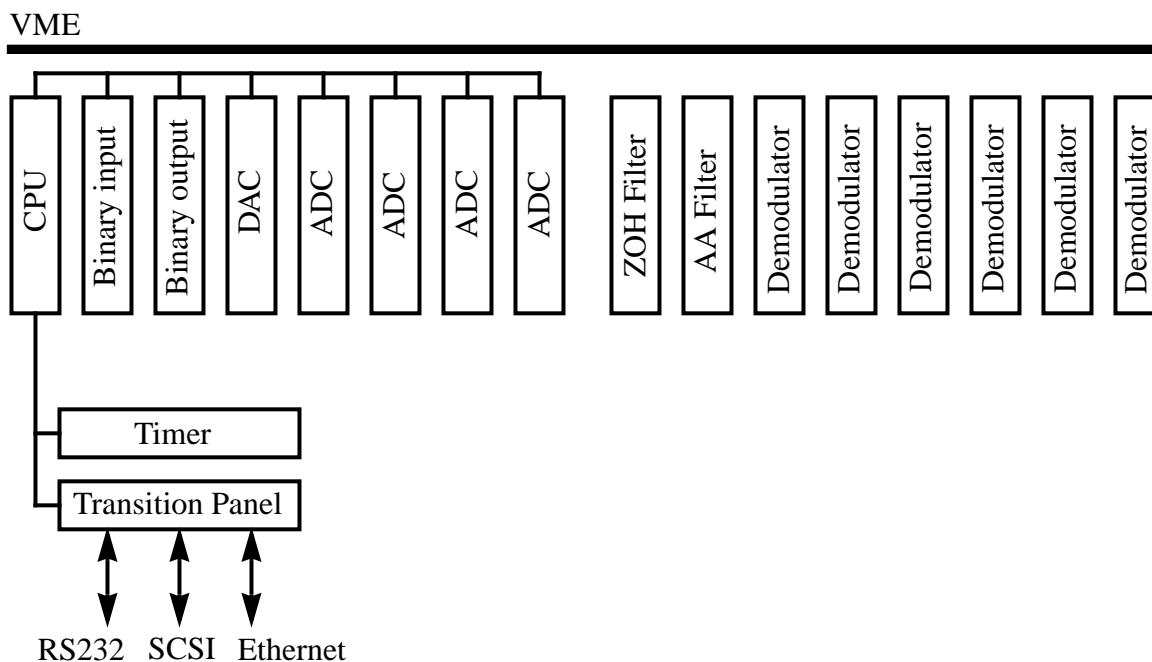 VME
CPU
Binary input
Binary output
DAC
ADC
ADC
ADC
ADC
ZOH Filter
AA Filter
Demodulator
Demodulator
Demodulator
Demodulator
Demodulator
Demodulator
Timer
Transition Panel
RS232 SCSI Ethernet